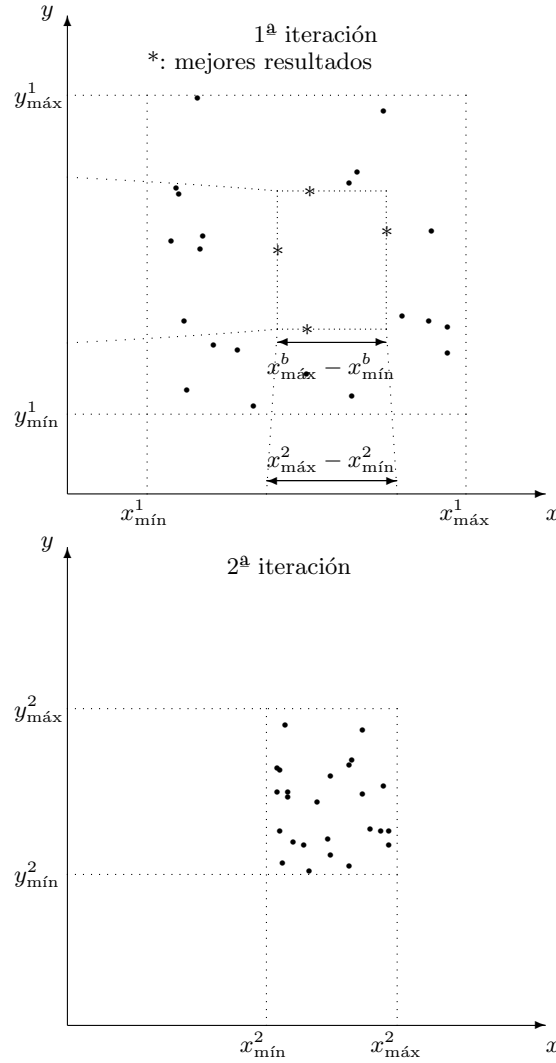 y
1ª iteración
*: mejores resultados
y¹máx
x^b_máx − x^b_mín
y¹mín
x²máx − x²mín
x¹mín
x¹máx
x
y
2ª iteración
y²máx
y²mín
x²mín
x²máx
x